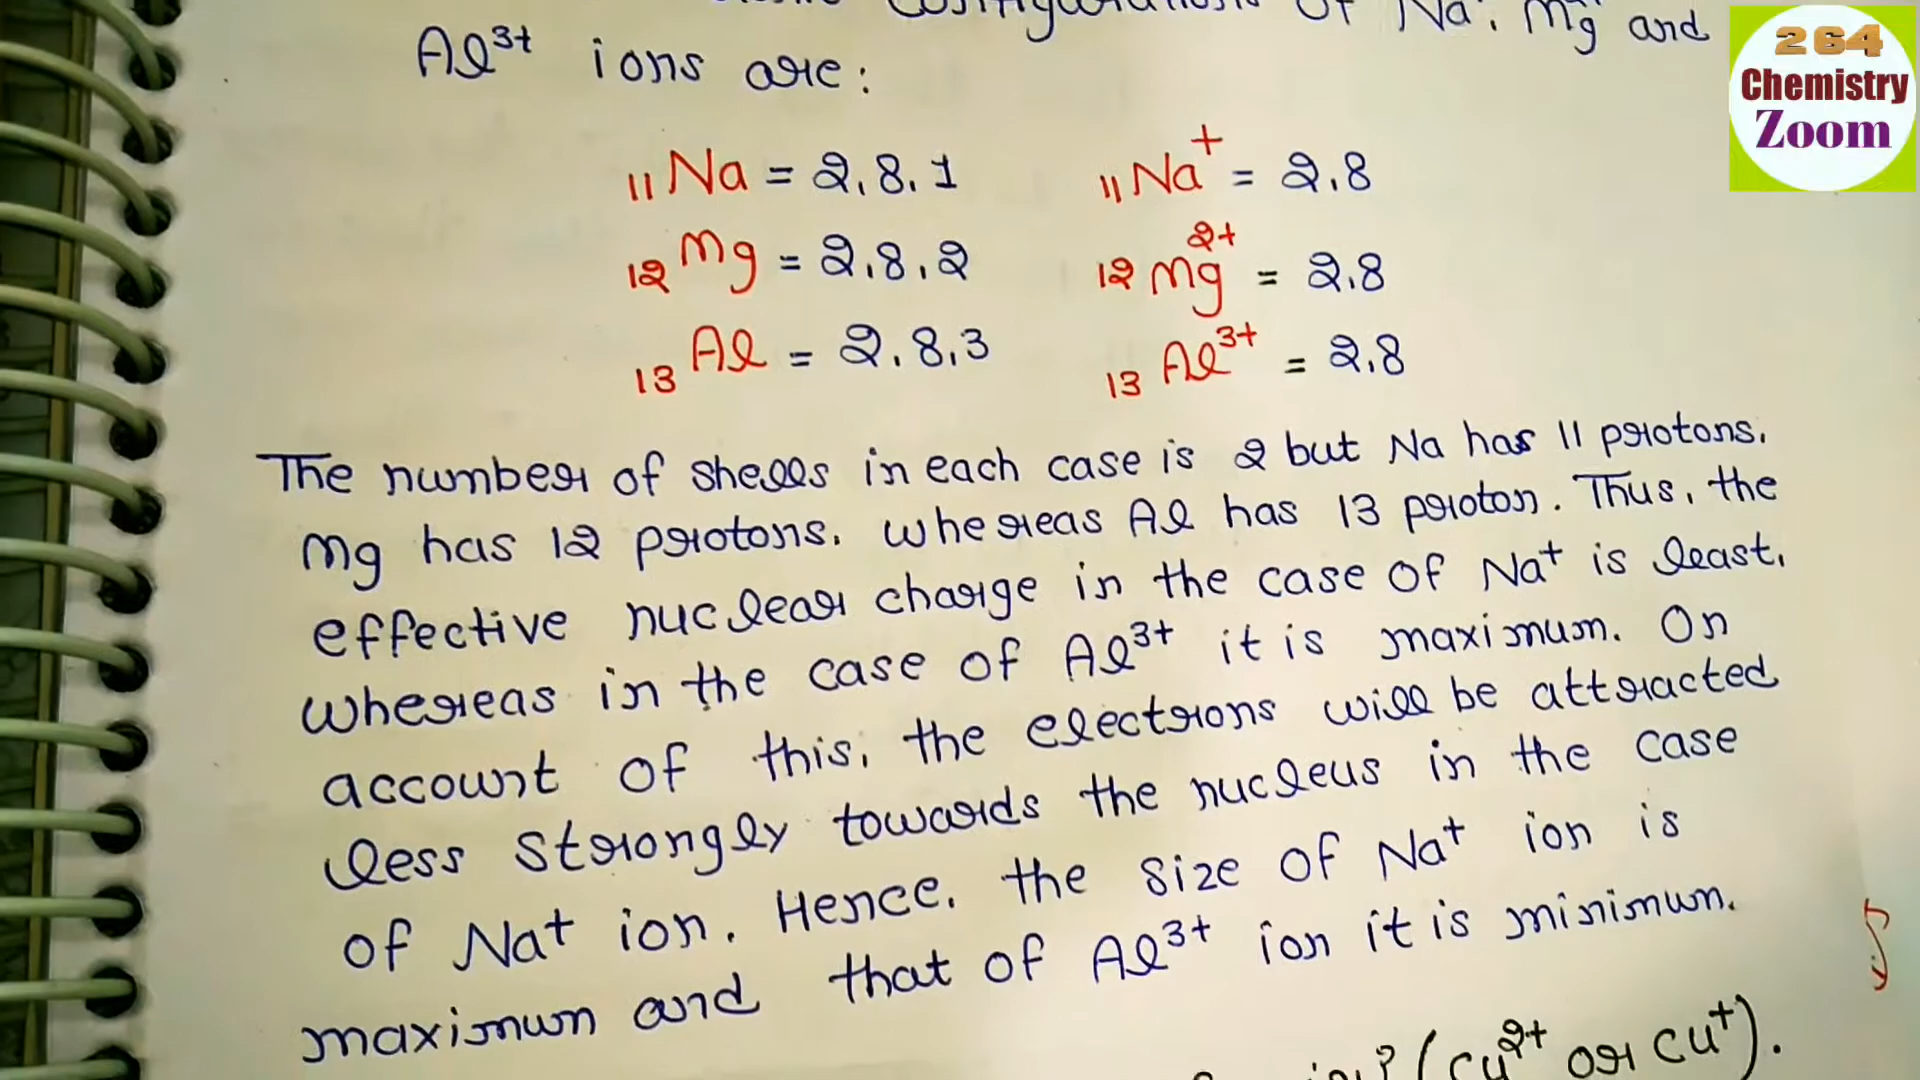 configurations of Na, Mg and
Al³⁺ ions are:
₁₁Na = 2,8,1
₁₁Na⁺ = 2,8
₁₂Mg = 2,8,2
₁₂Mg²⁺ = 2,8
₁₃Al = 2,8,3
₁₃Al³⁺ = 2,8
The number of shells in each case is 2 but Na has 11 protons,
Mg has 12 protons, whereas Al has 13 proton. Thus, the
effective nuclear charge in the case of Na⁺ is least,
whereas in the case of Al³⁺ it is maximum. On
account of this, the electrons will be attracted
less strongly towards the nucleus in the case
of Na⁺ ion. Hence, the size of Na⁺ ion is
maximum and that of Al³⁺ ion it is minimum.
? (Cu²⁺ or Cu⁺).
264
Chemistry
Zoom